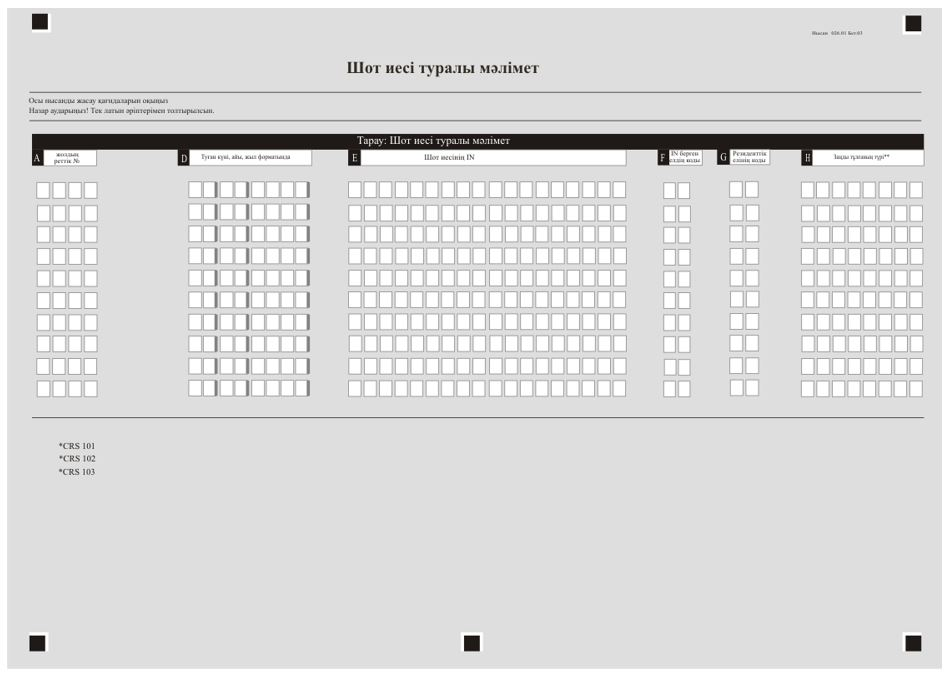 Нысан 026.01 Бет:03
Шот иесі туралы мәлімет
Осы нысанды жасау қағидаларын оқыңыз
Назар аударыңыз! Тек латын әріптерімен толтырылсын.
Тарау: Шот иесі туралы мәлімет
A жолдың реттік №
D Туған күні, айы, жыл форматында
E Шот иесінің IN
F IN берген елдің коды
G Резиденттік елінің коды
H Заңды тұлғаның түрі**
*CRS 101
*CRS 102
*CRS 103